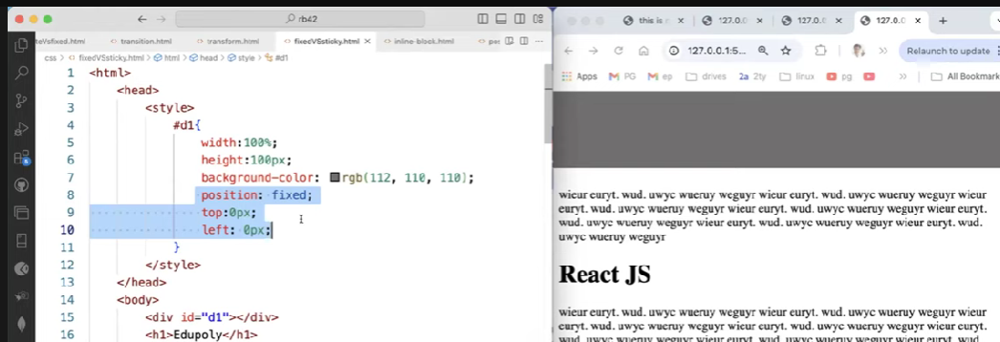 rb42
teVsfixed.html
transition.html
transform.html
fixedVSsticky.html
inline-block.html
css > fixedVSsticky.html > html > head > style > #d1
1 <html>
2 <head>
3 <style>
4 #d1{
5 width:100%;
6 height:100px;
7 background-color: rgb(112, 110, 110);
8 position: fixed;
9 top:0px;
10 left: 0px;
11 }
12 </style>
13 </head>
14 <body>
15 <div id="d1"></div>
16 <h1>Edupoly</h1>
this is
127.0.0
127.0.0
127.0.0
127.0.0.1:5...
Relaunch to update
Apps
PG
ep
drives
2ty
linux
pg
All Bookmark
wieur euryt. wud. uwyc wueruy weguyr wieur euryt. wud. uwyc wueruy weguyr wieur
euryt. wud. uwyc wueruy weguyr wieur euryt. wud. uwyc wueruy weguyr wieur euryt.
wud. uwyc wueruy weguyr wieur euryt. wud. uwyc wueruy weguyr wieur euryt. wud.
uwyc wueruy weguyr
React JS
wieur euryt. wud. uwyc wueruy weguyr wieur euryt. wud. uwyc wueruy weguyr wieur
euryt. wud. uwyc wueruy weguyr wieur euryt. wud. uwyc wueruy weguyr wieur euryt.